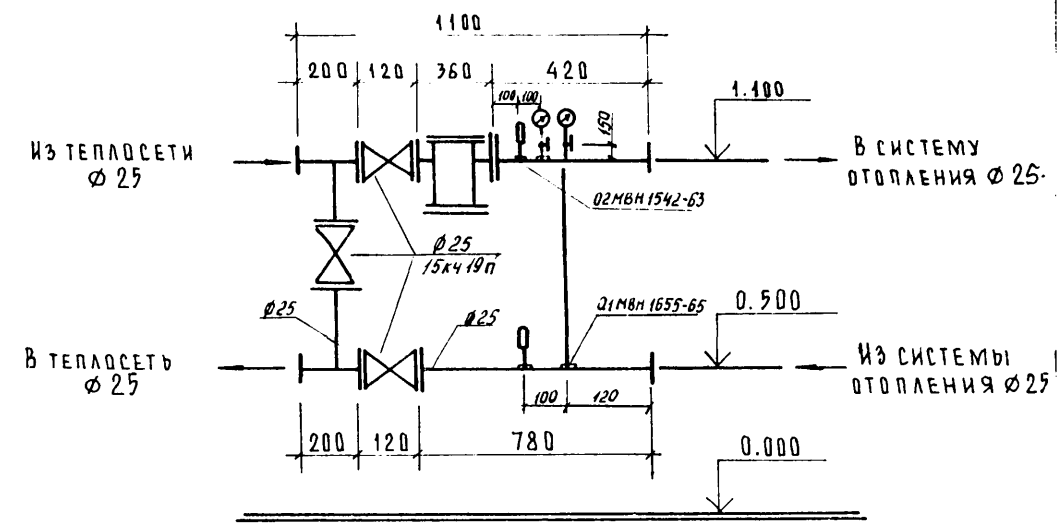 1100
200 120 360 420
100 100
150
1.100
ИЗ ТЕПЛОСЕТИ
Ø 25
В СИСТЕМУ
ОТОПЛЕНИЯ Ø 25.
02МВН 1542-63
Ø 25
15кч 19п
Ø25
Ø25
01МВН 1655-65
0.500
В ТЕПЛОСЕТЬ
Ø 25
ИЗ СИСТЕМЫ
ОТОПЛЕНИЯ Ø 25
100 120
200 120 780
0.000